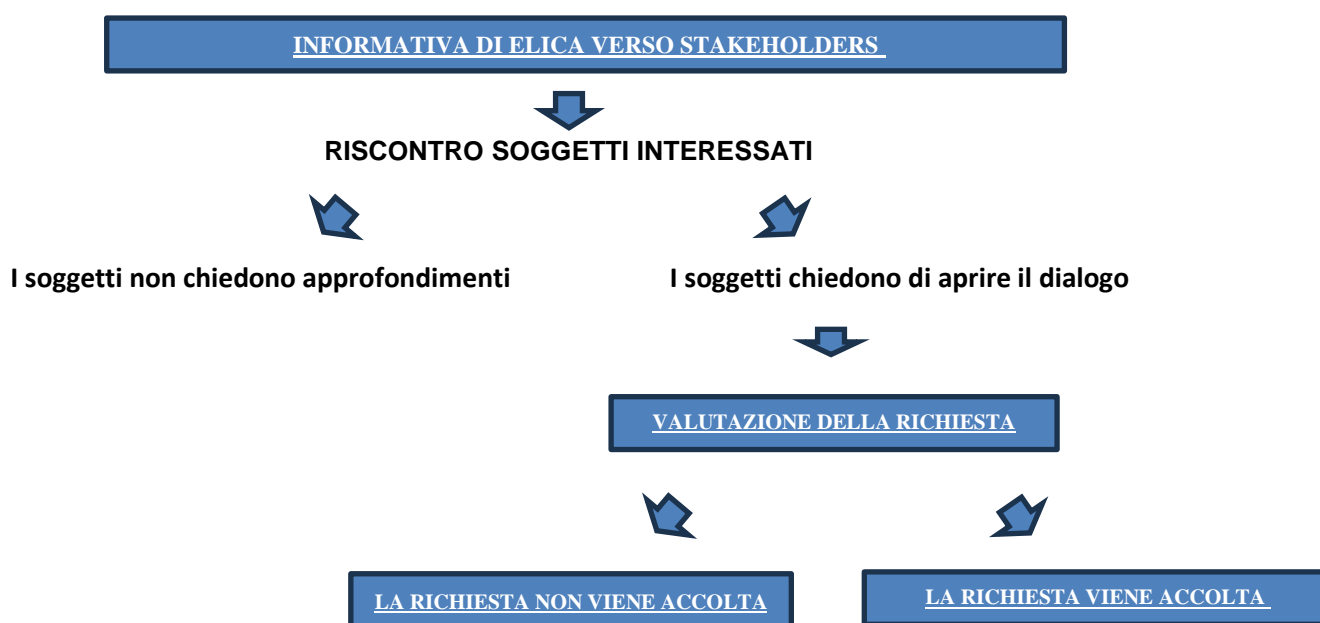 INFORMATIVA DI ELICA VERSO STAKEHOLDERS
RISCONTRO SOGGETTI INTERESSATI
I soggetti non chiedono approfondimenti
I soggetti chiedono di aprire il dialogo
VALUTAZIONE DELLA RICHIESTA
LA RICHIESTA NON VIENE ACCOLTA
LA RICHIESTA VIENE ACCOLTA